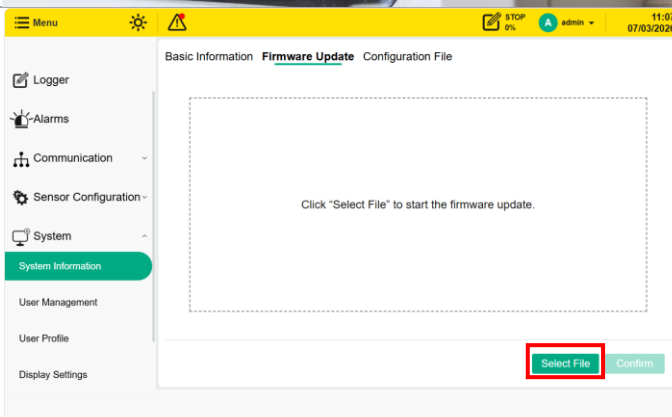 Menu
STOP
0%
A admin
11:07
07/03/2026
Basic Information Firmware Update Configuration File
Logger
Alarms
Communication
Sensor Configuration
System
System Information
User Management
User Profile
Display Settings
Click “Select File” to start the firmware update.
Select File
Confirm